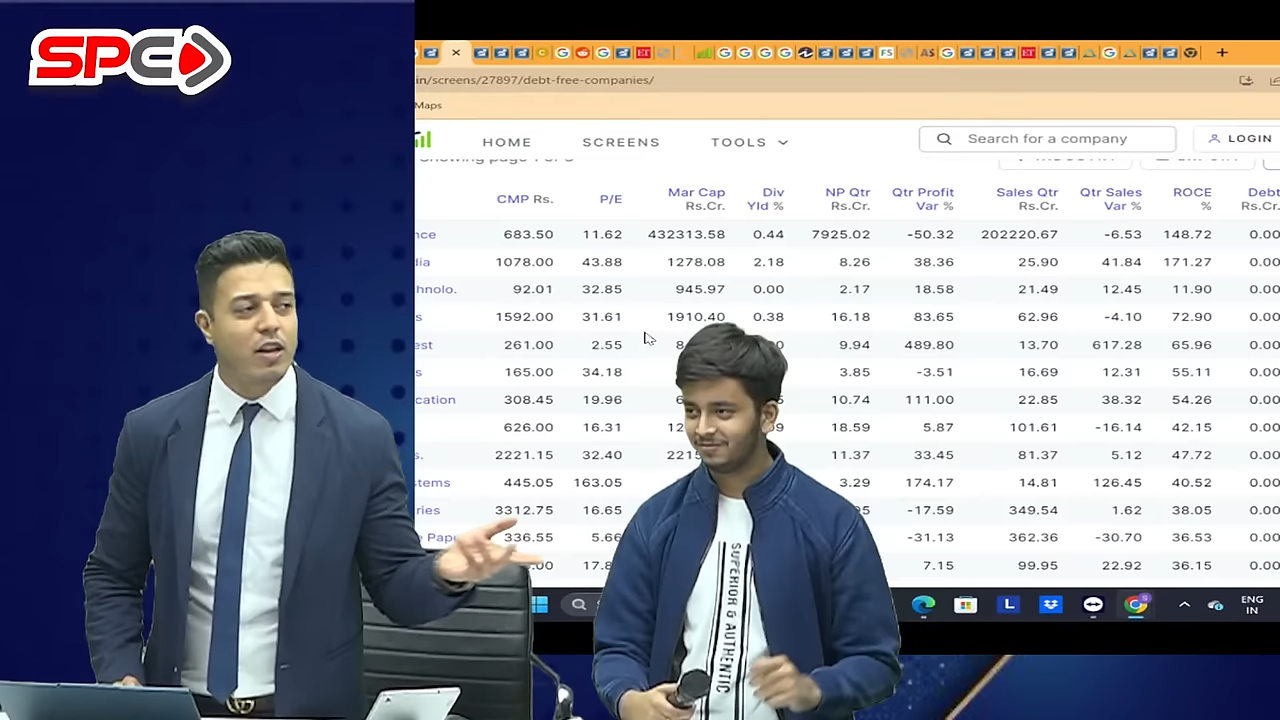 SPC
in/screens/27897/debt-free-companies/
Maps
HOME SCREENS TOOLS Search for a company LOGIN
CMP Rs. P/E Mar Cap Rs.Cr. Div Yld % NP Qtr Rs.Cr. Qtr Profit Var % Sales Qtr Rs.Cr. Qtr Sales Var % ROCE % Debt Rs.Cr.
nce 683.50 11.62 432313.58 0.44 7925.02 -50.32 202220.67 -6.53 148.72 0.00
dia 1078.00 43.88 1278.08 2.18 8.26 38.36 25.90 41.84 171.27 0.00
chnolo. 92.01 32.85 945.97 0.00 2.17 18.58 21.49 12.45 11.90 0.00
s 1592.00 31.61 1910.40 0.38 16.18 83.65 62.96 -4.10 72.90 0.00
est 261.00 2.55 9.94 489.80 13.70 617.28 65.96 0.00
s 165.00 34.18 3.85 -3.51 16.69 12.31 55.11 0.00
cation 308.45 19.96 10.74 111.00 22.85 38.32 54.26 0.00
626.00 16.31 18.59 5.87 101.61 -16.14 42.15 0.00
s. 2221.15 32.40 11.37 33.45 81.37 5.12 47.72 0.00
stems 445.05 163.05 3.29 174.17 14.81 126.45 40.52 0.00
ries 3312.75 16.65 -17.59 349.54 1.62 38.05 0.00
336.55 5.66 -31.13 362.36 -30.70 36.53 0.00
7.15 99.95 22.92 36.15 0.00
ENG
IN
SUPERIOR & AUTHENTIC